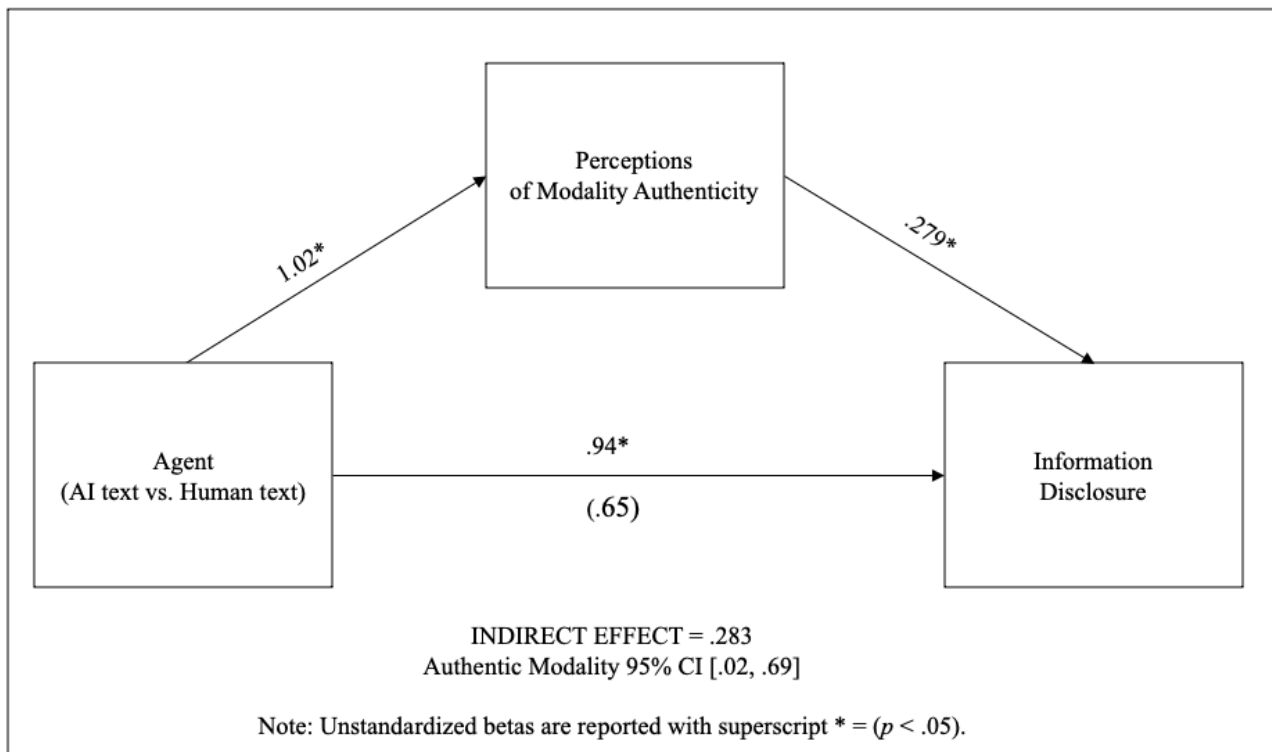 Perceptions
of Modality Authenticity
1.02*
.279*
Agent
(AI text vs. Human text)
.94*
(.65)
Information
Disclosure
INDIRECT EFFECT = .283
Authentic Modality 95% CI [.02, .69]
Note: Unstandardized betas are reported with superscript * = (p < .05).